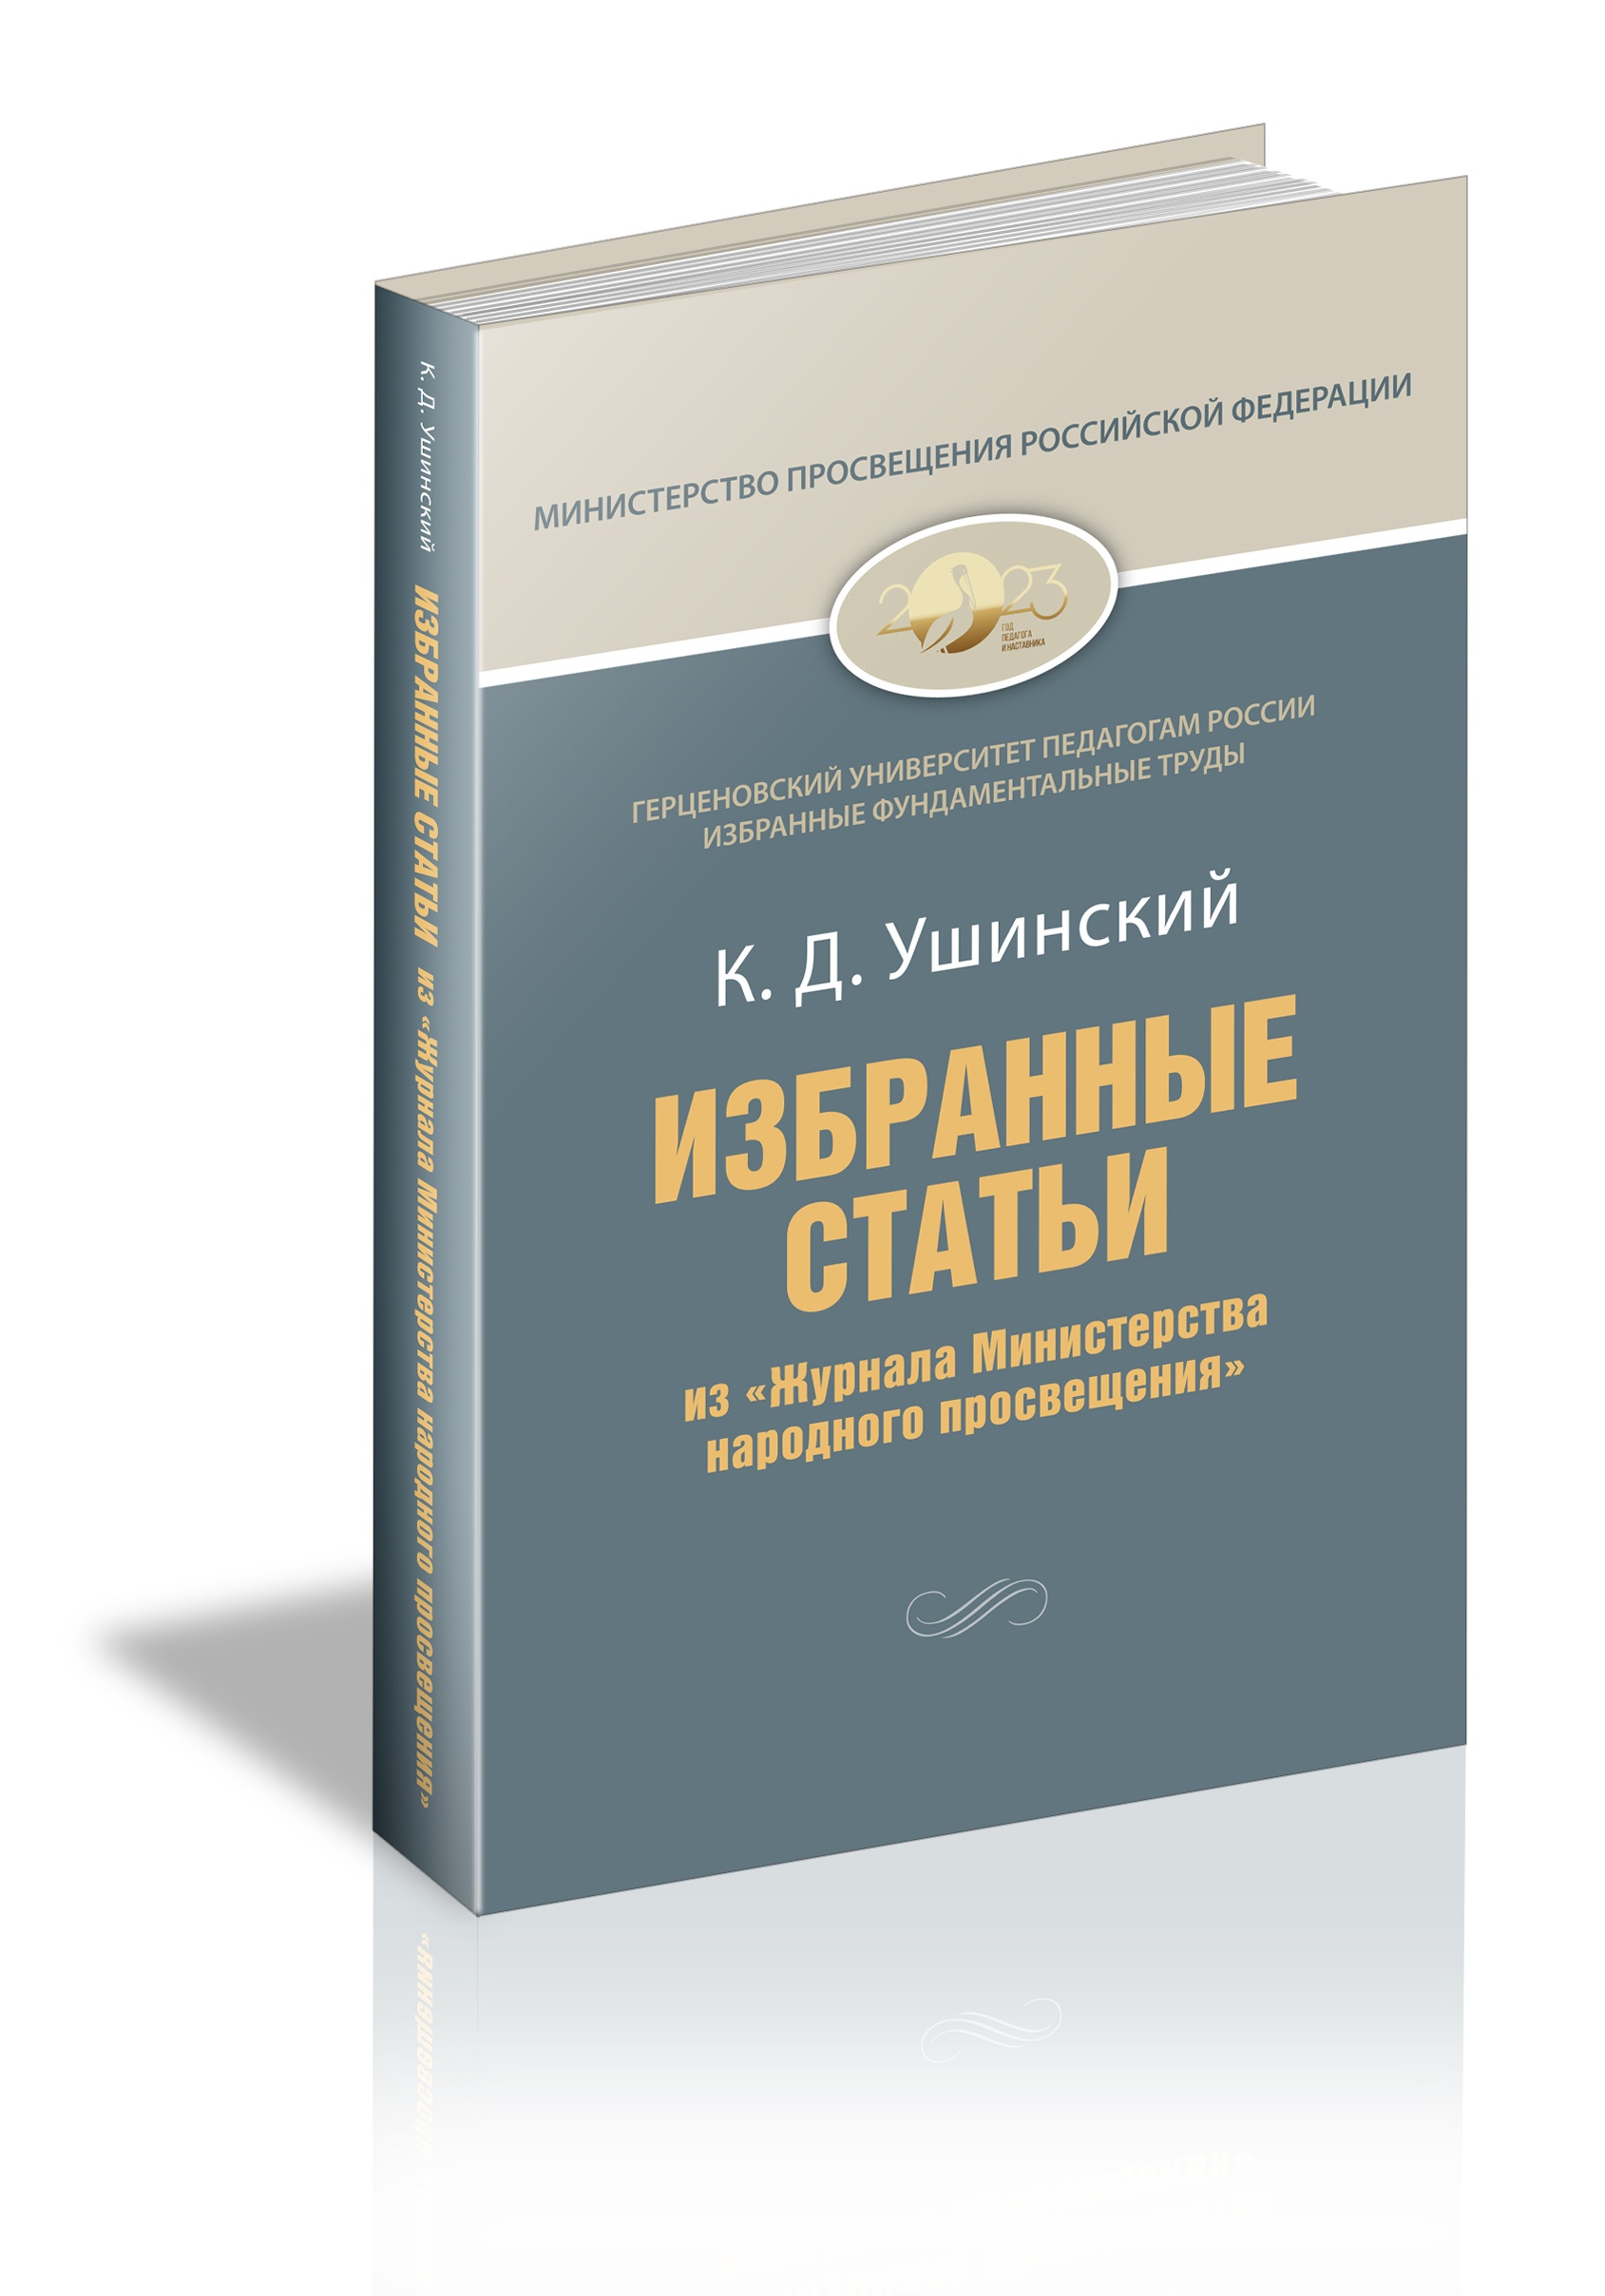 МИНИСТЕРСТВО ПРОСВЕЩЕНИЯ РОССИЙСКОЙ ФЕДЕРАЦИИ
2023
ГОД
ПЕДАГОГА
И НАСТАВНИКА
ГЕРЦЕНОВСКИЙ УНИВЕРСИТЕТ ПЕДАГОГАМ РОССИИ
ИЗБРАННЫЕ ФУНДАМЕНТАЛЬНЫЕ ТРУДЫ
К. Д. Ушинский
ИЗБРАННЫЕ
СТАТЬИ
из «Журнала Министерства
народного просвещения»
К. Д. Ушинский ИЗБРАННЫЕ СТАТЬИ из «Журнала Министерства народного просвещения»